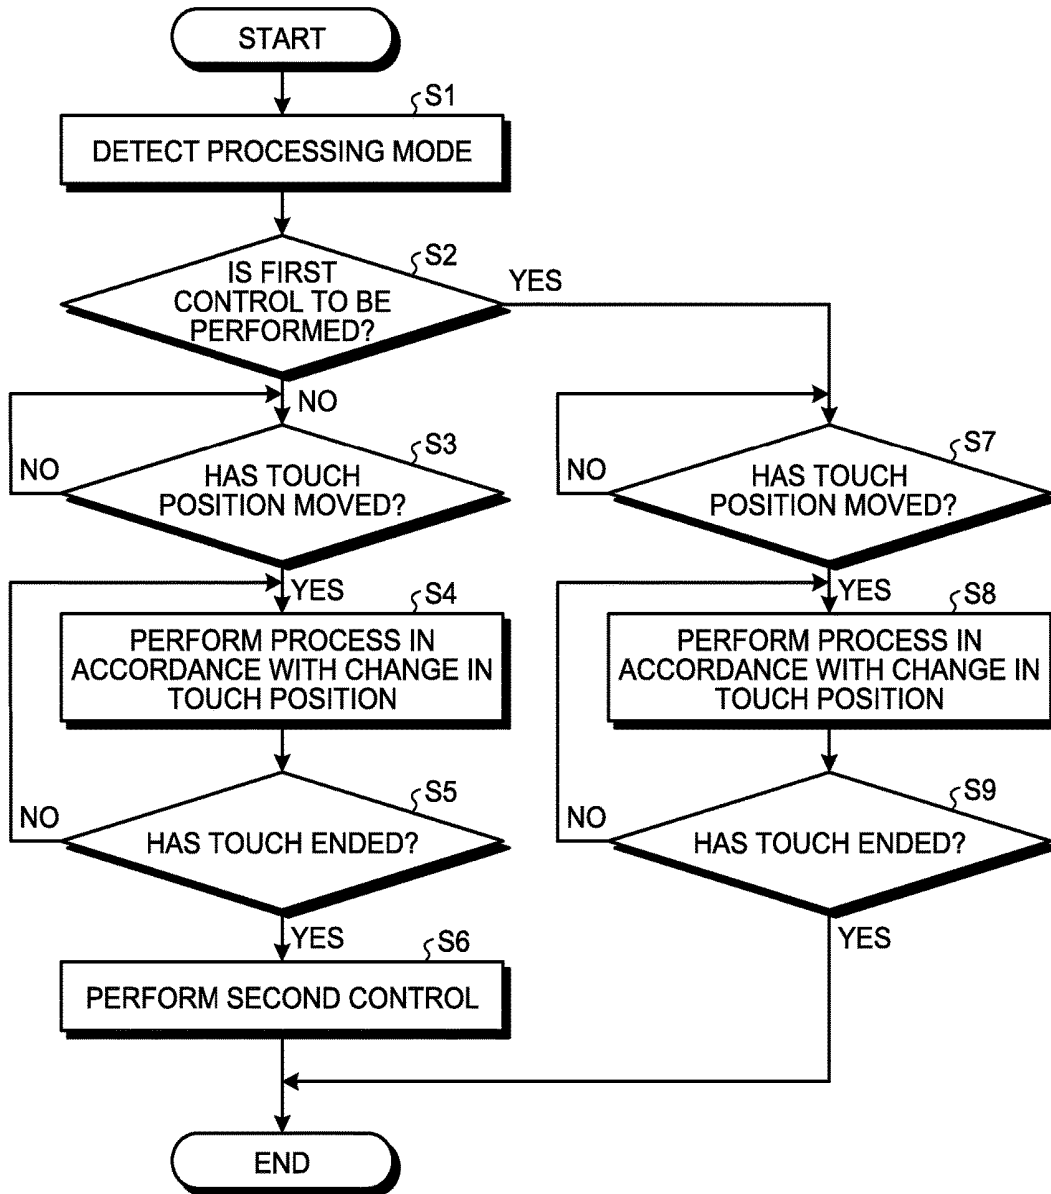 START
S1
DETECT PROCESSING MODE
S2
IS FIRST
CONTROL TO BE
PERFORMED?
YES
NO
S3
HAS TOUCH
POSITION MOVED?
NO
YES
S4
PERFORM PROCESS IN
ACCORDANCE WITH CHANGE IN
TOUCH POSITION
S5
HAS TOUCH ENDED?
NO
YES
S6
PERFORM SECOND CONTROL
S7
HAS TOUCH
POSITION MOVED?
NO
YES
S8
PERFORM PROCESS IN
ACCORDANCE WITH CHANGE IN
TOUCH POSITION
S9
HAS TOUCH ENDED?
NO
YES
END